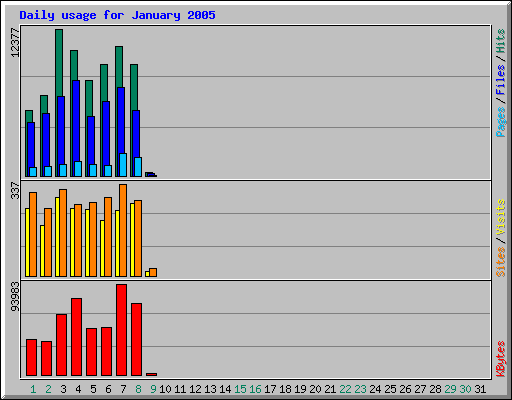 Daily usage for January 2005
12377
Pages / Files / Hits
337
Sites / Visits
93983
KBytes
1 2 3 4 5 6 7 8 9 10 11 12 13 14 15 16 17 18 19 20 21 22 23 24 25 26 27 28 29 30 31